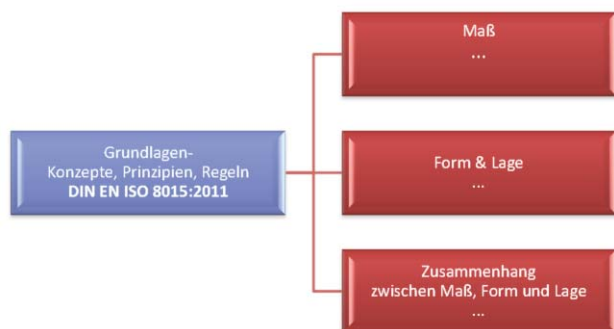 Maß
...
Grundlagen-
Konzepte, Prinzipien, Regeln
DIN EN ISO 8015:2011
Form & Lage
...
Zusammenhang
zwischen Maß, Form und Lage
...